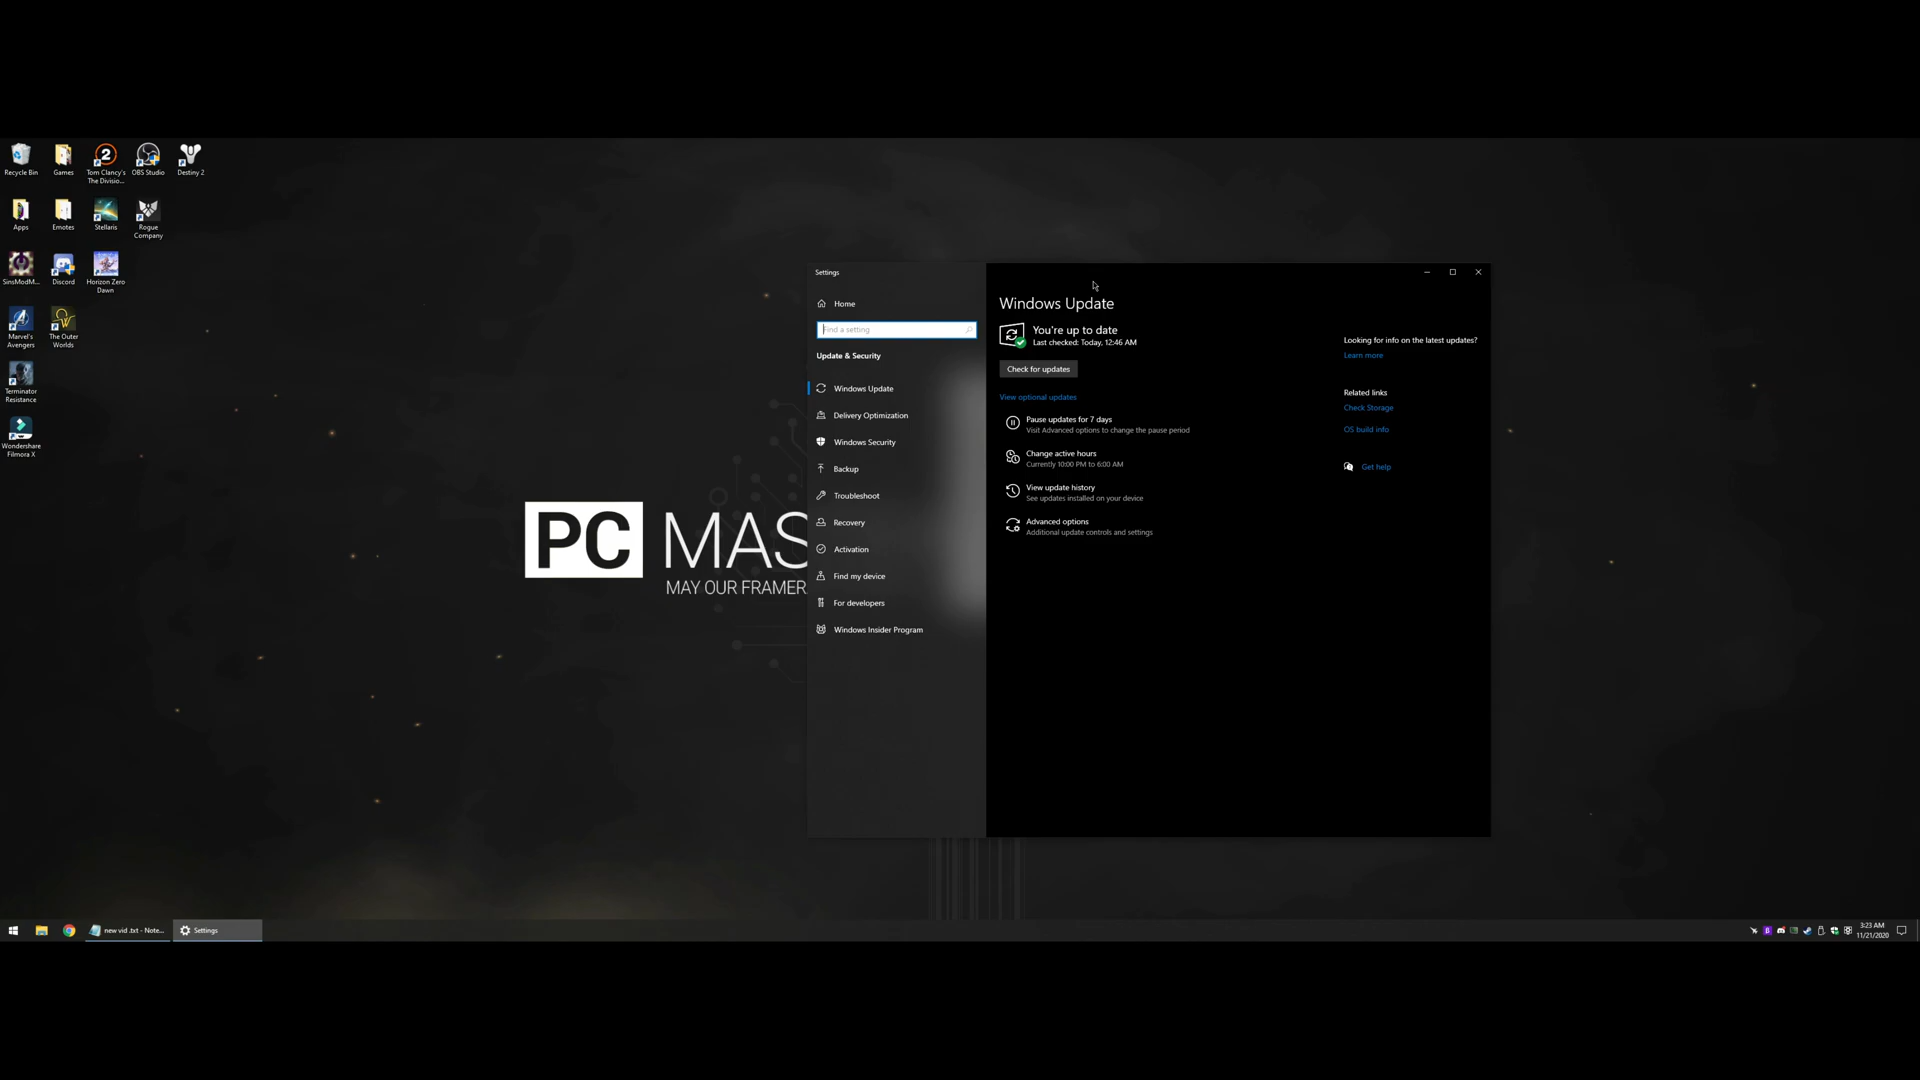 Recycle Bin
Games
Tom Clancy's
The Divisio...
OBS Studio
Destiny 2
Apps
Emotes
Stellaris
Rogue
Company
SinsModM...
Discord
Horizon Zero
Dawn
Marvel's
Avengers
The Outer
Worlds
Terminator
Resistance
Wondershare
Filmora X
PC MAS
MAY OUR FRAMER
Settings
Home
Find a setting
Update & Security
Windows Update
Delivery Optimization
Windows Security
Backup
Troubleshoot
Recovery
Activation
Find my device
For developers
Windows Insider Program
Windows Update
You're up to date
Last checked: Today, 12:46 AM
Check for updates
View optional updates
Pause updates for 7 days
Visit Advanced options to change the pause period
Change active hours
Currently 10:00 PM to 6:00 AM
View update history
See updates installed on your device
Advanced options
Additional update controls and settings
Looking for info on the latest updates?
Learn more
Related links
Check Storage
OS build info
Get help
new vid .txt - Note...
Settings
3:23 AM
11/21/2020